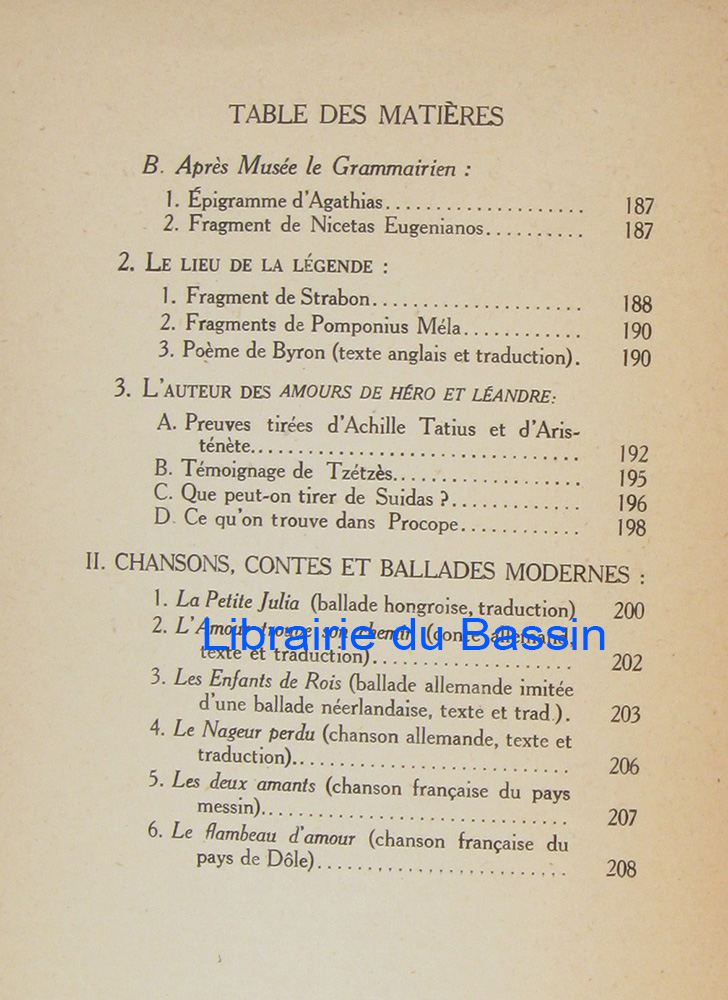 TABLE DES MATIÈRES
B. Après Musée le Grammairien :
1. Épigramme d'Agathias.................... 187
2. Fragment de Nicetas Eugenianos.......... 187
2. LE LIEU DE LA LÉGENDE :
1. Fragment de Strabon..................... 188
2. Fragments de Pomponius Méla............ 190
3. Poème de Byron (texte anglais et traduction). 190
3. L'AUTEUR DES AMOURS DE HÉRO ET LÉANDRE:
A. Preuves tirées d'Achille Tatius et d'Aris-
ténète.................................. 192
B. Témoignage de Tzétzès................... 195
C. Que peut-on tirer de Suidas ?............. 196
D. Ce qu'on trouve dans Procope............ 198
II. CHANSONS, CONTES ET BALLADES MODERNES :
1. La Petite Julia (ballade hongroise, traduction) 200
2. L'Amour trouve son chemin (conte allemand,
Librairie du Bassin
texte et traduction)..................... 202
3. Les Enfants de Rois (ballade allemande imitée
d'une ballade néerlandaise, texte et trad.). 203
4. Le Nageur perdu (chanson allemande, texte et
traduction)............................ 206
5. Les deux amants (chanson française du pays
messin)................................ 207
6. Le flambeau d'amour (chanson française du
pays de Dôle)......................... 208